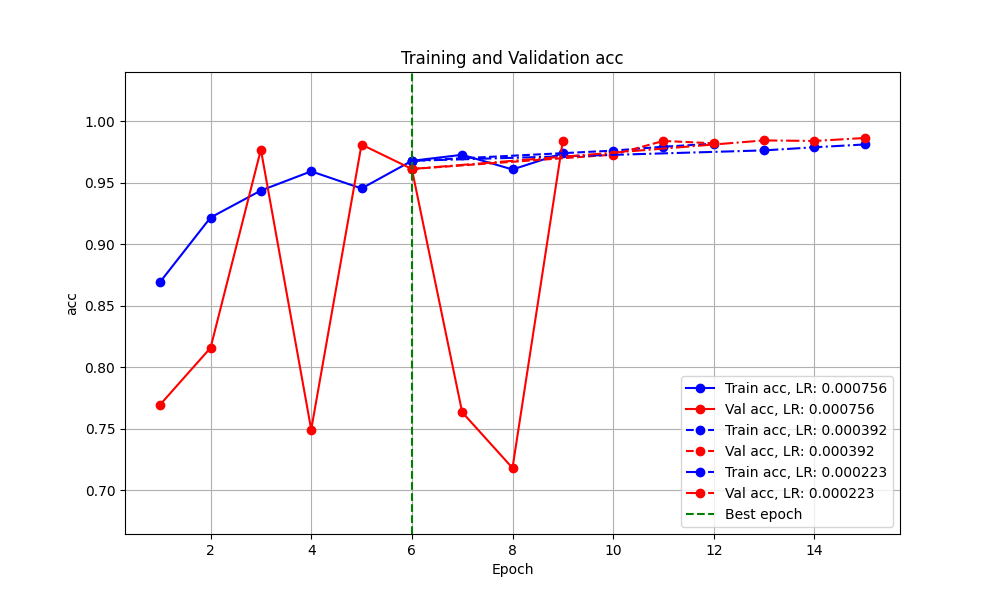 Training and Validation acc
acc
1.00
0.95
0.90
0.85
0.80
0.75
0.70
Train acc, LR: 0.000756
Val acc, LR: 0.000756
Train acc, LR: 0.000392
Val acc, LR: 0.000392
Train acc, LR: 0.000223
Val acc, LR: 0.000223
Best epoch
2 4 6 8 10 12 14
Epoch